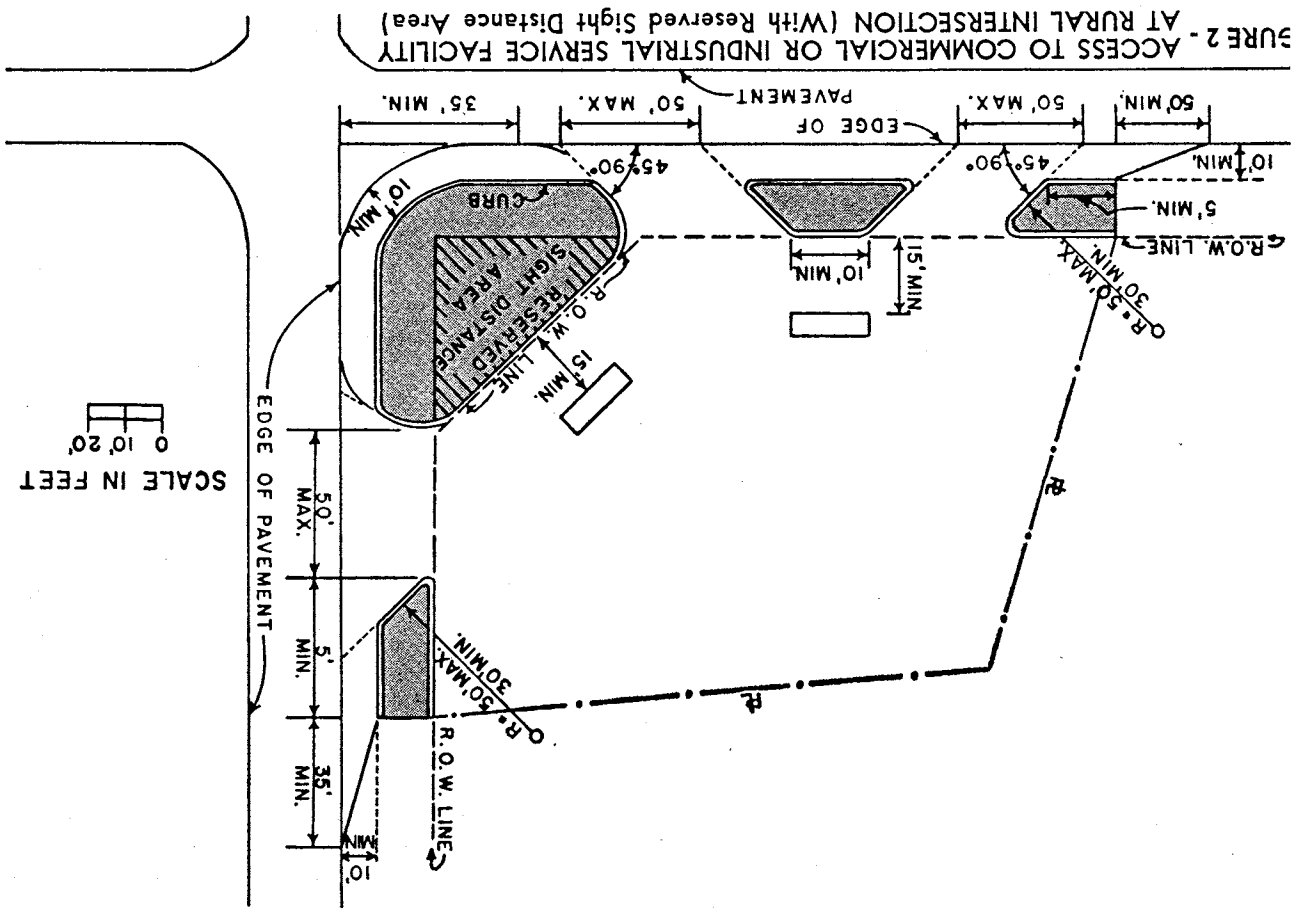 GURE 2 - ACCESS TO COMMERCIAL OR INDUSTRIAL SERVICE FACILITY
AT RURAL INTERSECTION (With Reserved Sight Distance Area)
PAVEMENT
EDGE OF
35' MIN.
50' MAX.
50' MAX.
50' MIN.
10' MIN.
45°-90°
45°-90°
5' MIN.
R.O.W. LINE
R = 50' MAX
30' MIN.
10' MIN.
15' MIN
CURB
10' MIN
RESERVED
SIGHT DISTANCE
AREA
R.O.W. LINE
15' MIN.
EDGE OF PAVEMENT
SCALE IN FEET
0 10' 20'
50' MAX.
5' MIN.
35' MIN.
10' MIN
R = 50' MAX.
30' MIN.
R.O.W. LINE
PL
PL